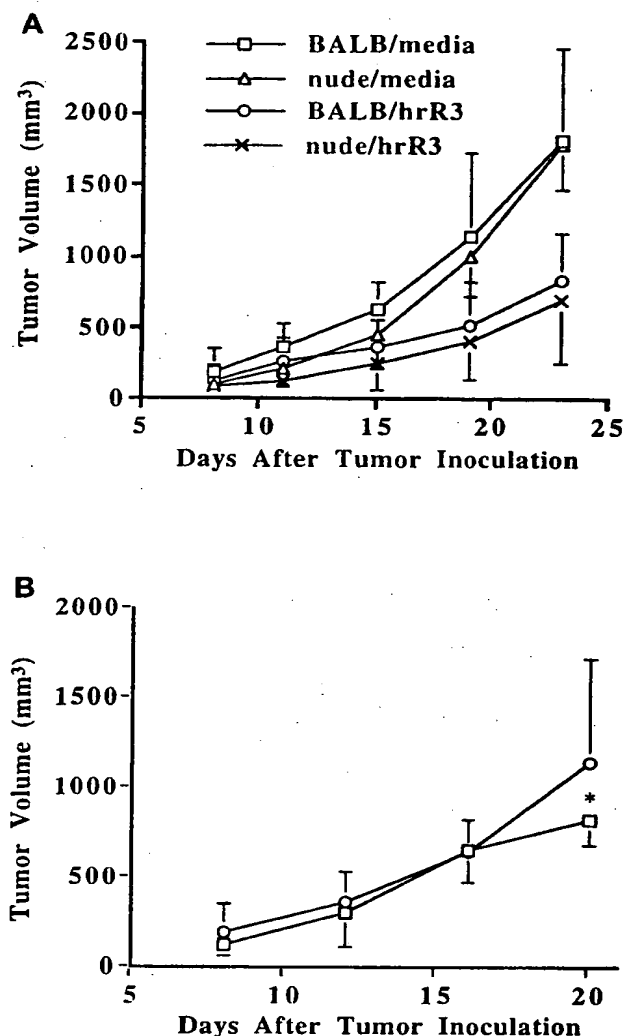 A
Tumor Volume (mm³)
2500
2000
1500
1000
500
0
BALB/media
nude/media
BALB/hrR3
nude/hrR3
5 10 15 20 25
Days After Tumor Inoculation
B
Tumor Volume (mm³)
2000
1500
1000
500
0
*
5 10 15 20
Days After Tumor Inoculation